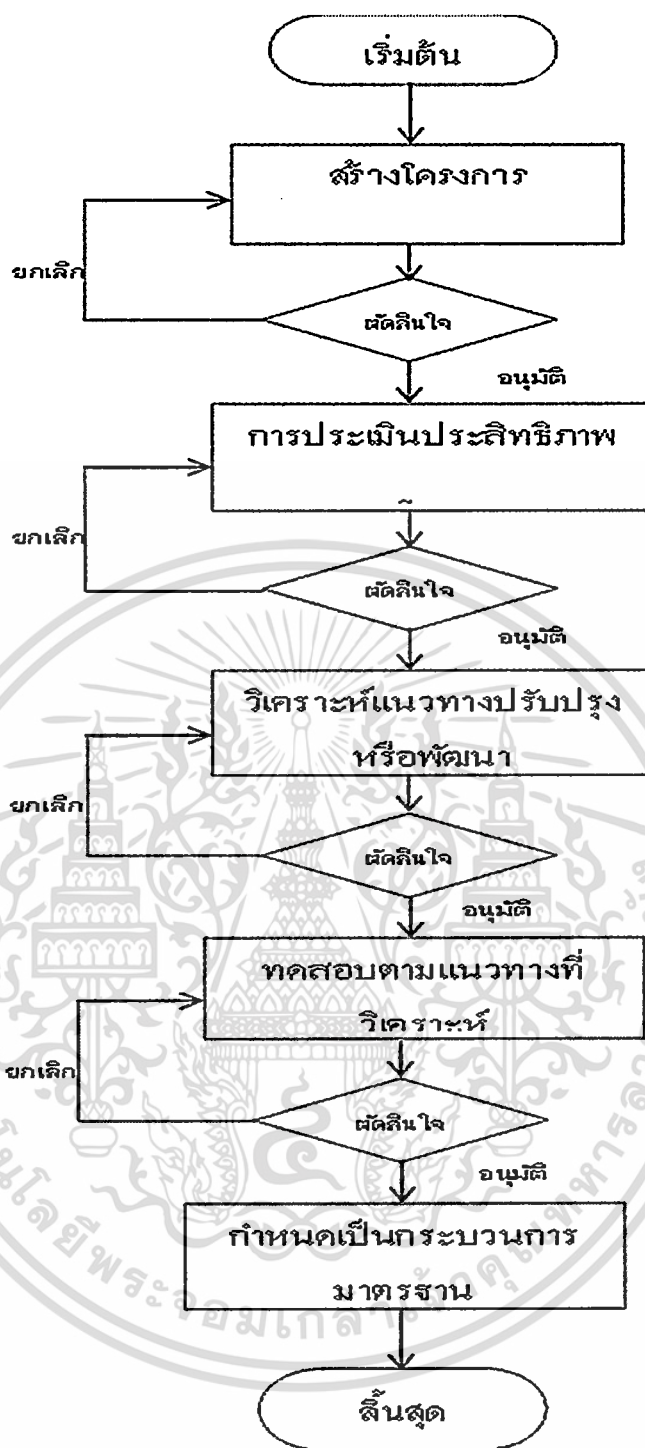 เริ่มต้น
สร้างโครงการ
ยกเลิก
ผัดสินใจ
อนุมัติ
การประเมินประสิทธิภาพ
ยกเลิก
ผัดสินใจ
อนุมัติ
วิเคราะห์แนวทางปรับปรุง
หรือพัฒนา
ยกเลิก
ผัดสินใจ
อนุมัติ
ทดสอบตามแนวทางที่
วิเคราะห์
ยกเลิก
ผัดสินใจ
อนุมัติ
กำหนดเป็นกระบวนการ
มาตรฐาน
สิ้นสุด